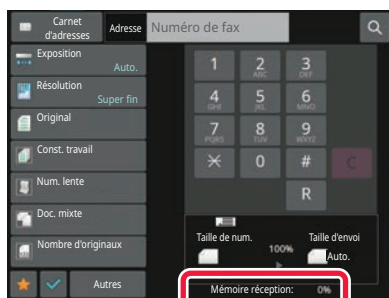 Carnet
d'adresses
Adresse
Numéro de fax
Exposition
Auto.
Résolution
Super fin
Original
Const. travail
Num. lente
Doc. mixte
Nombre d'originaux
Autres
1
2
ABC
3
DEF
4
GHI
5
JKL
6
MNO
7
PQRS
8
TUV
9
WXYZ
0
#
C
R
Taille de num.
100%
Taille d'envoi
Auto.
Mémoire réception: 0%